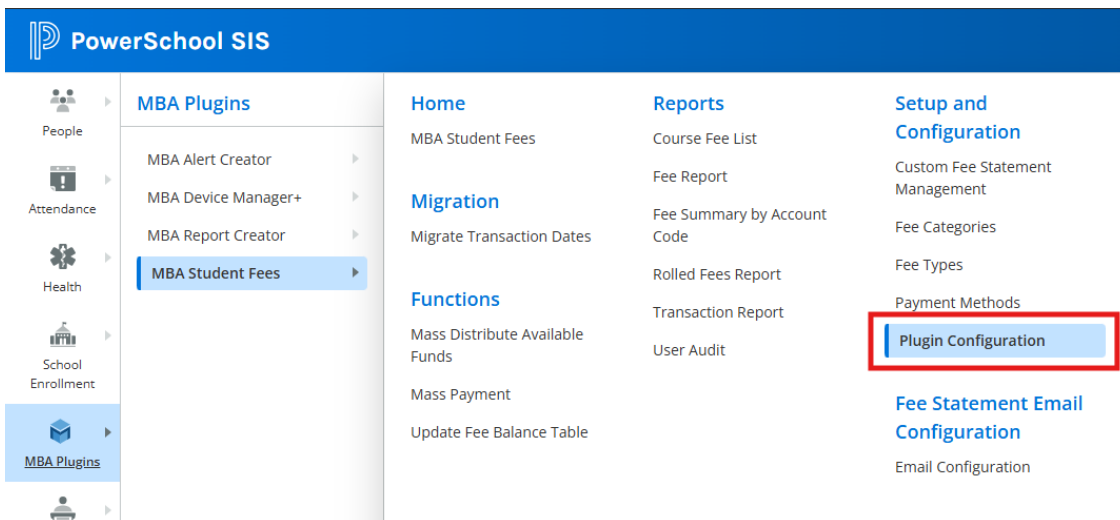 PowerSchool SIS
People
Attendance
Health
School
Enrollment
MBA Plugins
MBA Plugins
MBA Alert Creator
MBA Device Manager+
MBA Report Creator
MBA Student Fees
Home
MBA Student Fees
Migration
Migrate Transaction Dates
Functions
Mass Distribute Available
Funds
Mass Payment
Update Fee Balance Table
Reports
Course Fee List
Fee Report
Fee Summary by Account
Code
Rolled Fees Report
Transaction Report
User Audit
Setup and
Configuration
Custom Fee Statement
Management
Fee Categories
Fee Types
Payment Methods
Plugin Configuration
Fee Statement Email
Configuration
Email Configuration